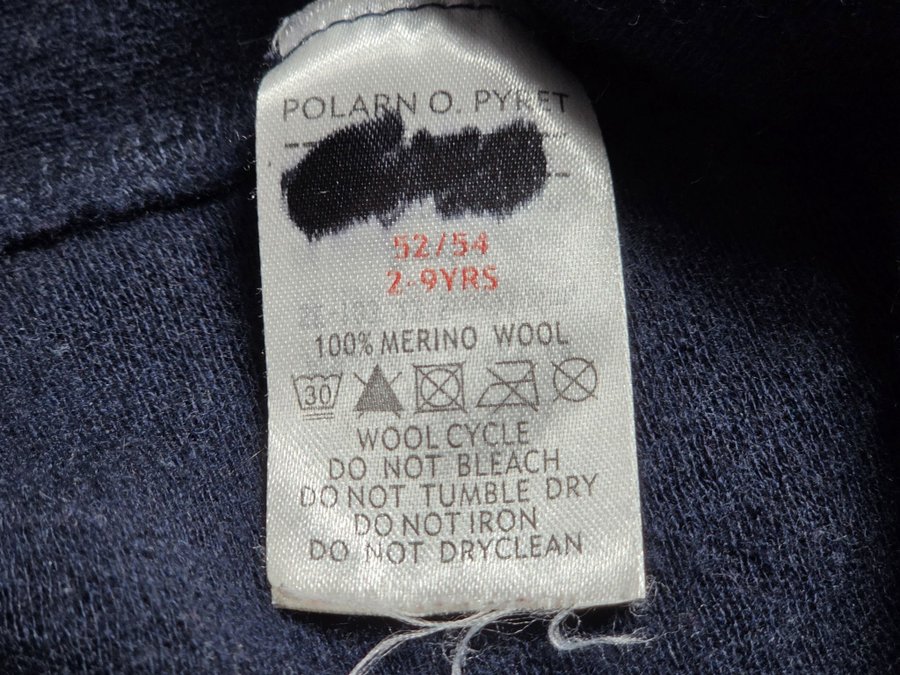 POLARN O. PYRET
52/54
2-9YRS
100% MERINO WOOL
30
WOOL CYCLE
DO NOT BLEACH
DO NOT TUMBLE DRY
DO NOT IRON
DO NOT DRYCLEAN